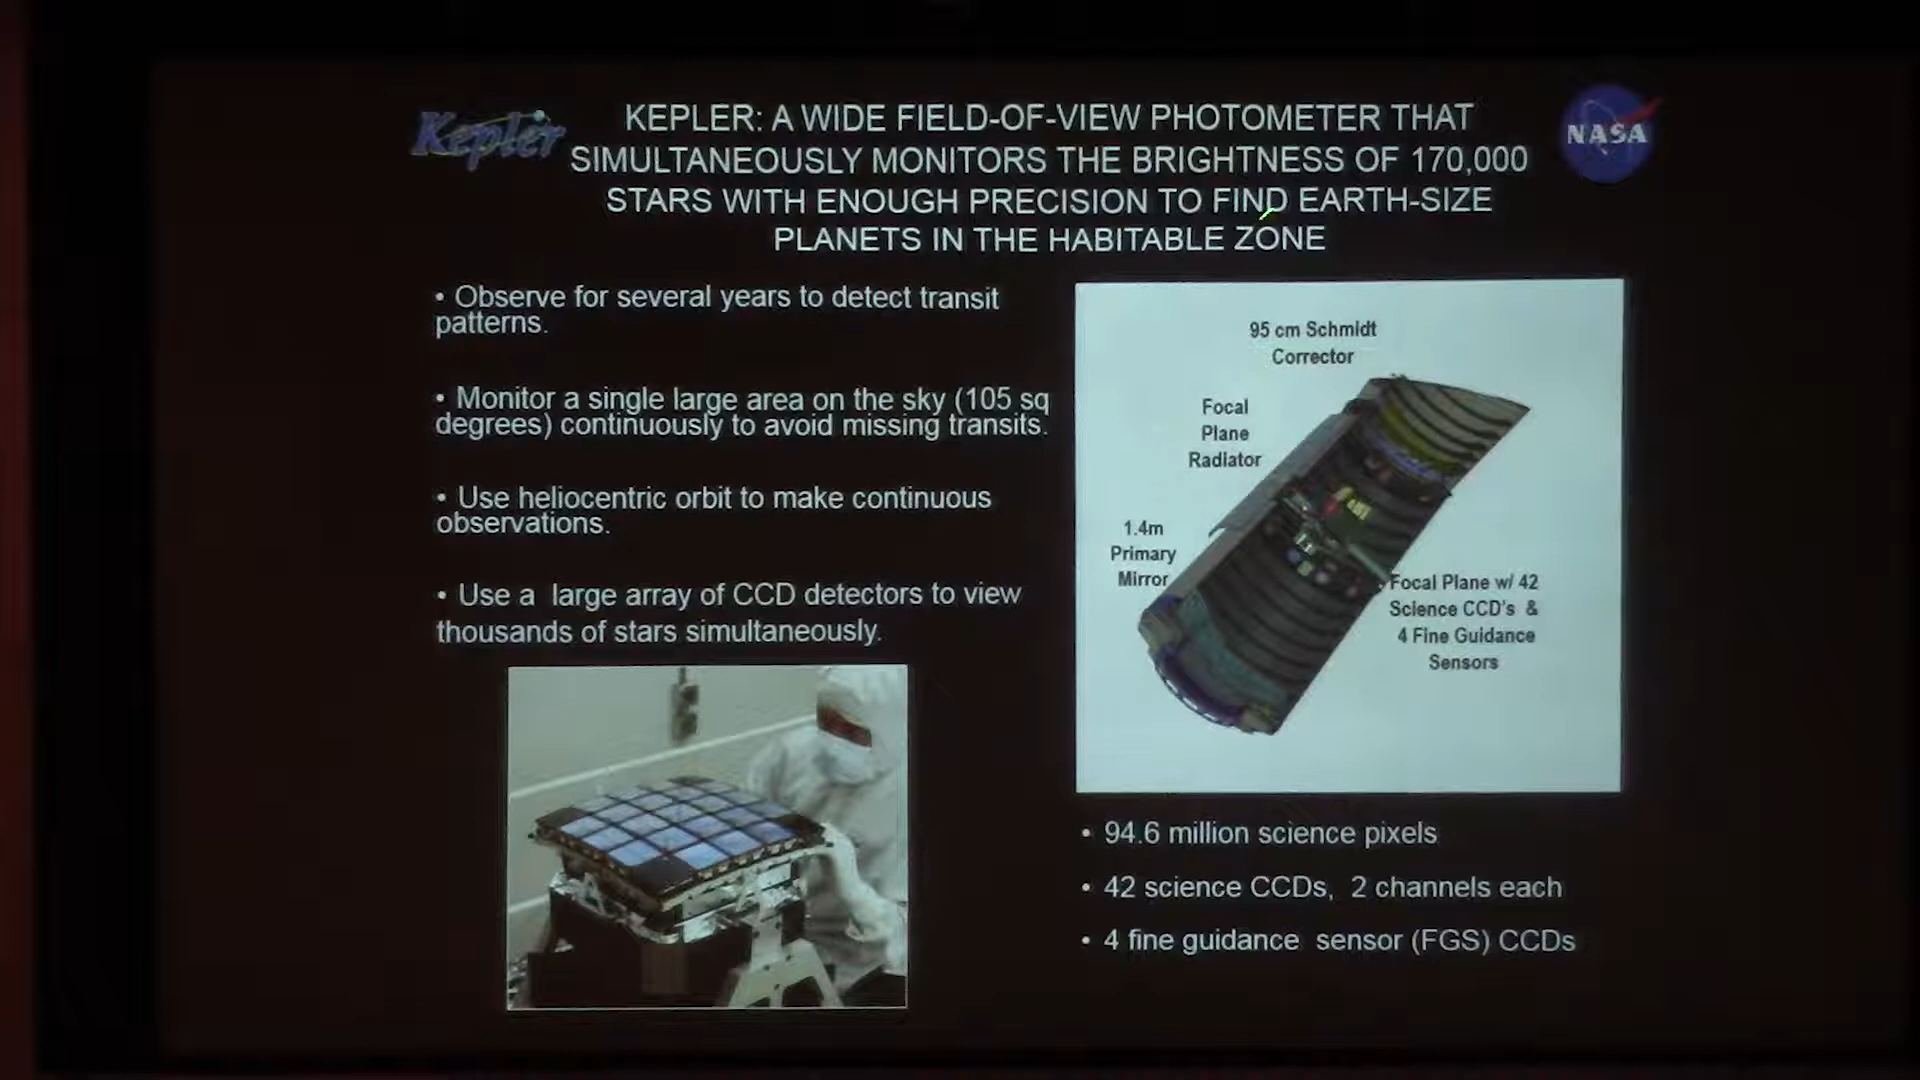 Kepler
KEPLER: A WIDE FIELD-OF-VIEW PHOTOMETER THAT
SIMULTANEOUSLY MONITORS THE BRIGHTNESS OF 170,000
STARS WITH ENOUGH PRECISION TO FIND EARTH-SIZE
PLANETS IN THE HABITABLE ZONE
NASA
• Observe for several years to detect transit
patterns.
• Monitor a single large area on the sky (105 sq
degrees) continuously to avoid missing transits.
• Use heliocentric orbit to make continuous
observations.
• Use a large array of CCD detectors to view
thousands of stars simultaneously.
95 cm Schmidt
Corrector
Focal
Plane
Radiator
1.4m
Primary
Mirror
Focal Plane w/ 42
Science CCD's &
4 Fine Guidance
Sensors
• 94.6 million science pixels
• 42 science CCDs, 2 channels each
• 4 fine guidance sensor (FGS) CCDs